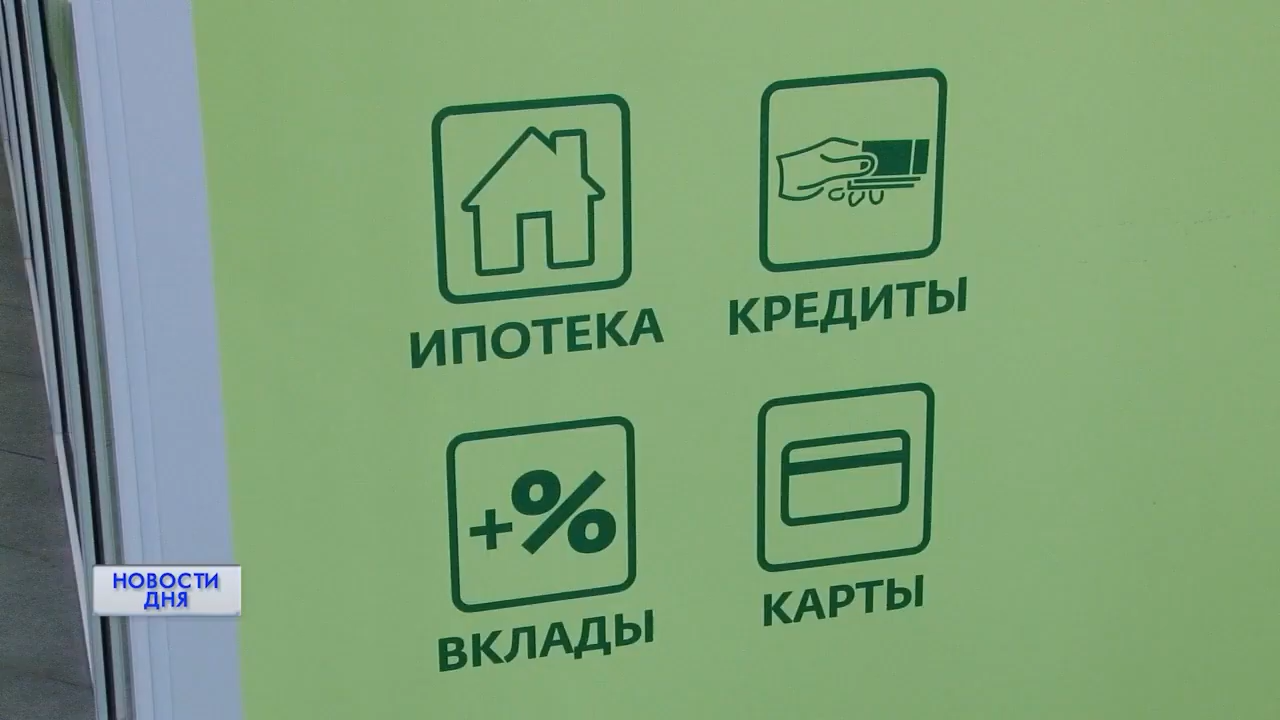 ИПОТЕКА
КРЕДИТЫ
+%
ВКЛАДЫ
КАРТЫ
НОВОСТИ
ДНЯ